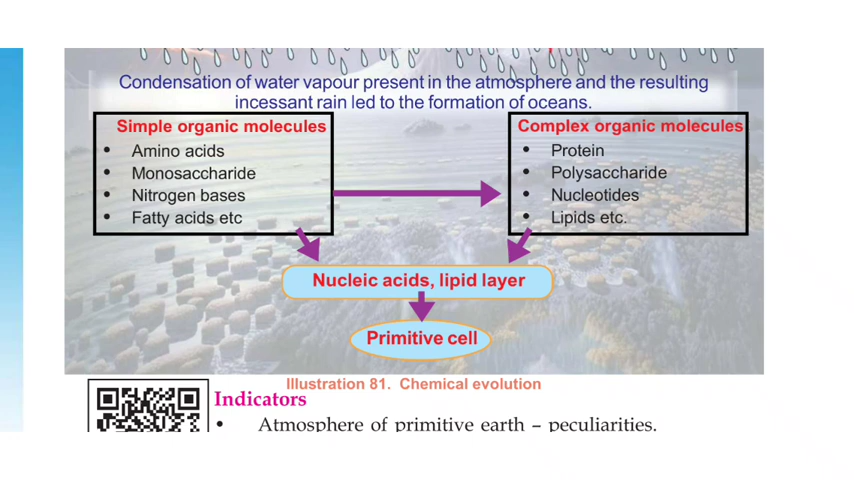 Condensation of water vapour present in the atmosphere and the resulting
incessant rain led to the formation of oceans.
Simple organic molecules
• Amino acids
• Monosaccharide
• Nitrogen bases
• Fatty acids etc
Complex organic molecules
• Protein
• Polysaccharide
• Nucleotides
• Lipids etc.
Nucleic acids, lipid layer
Primitive cell
Illustration 81. Chemical evolution
Indicators
• Atmosphere of primitive earth – peculiarities.